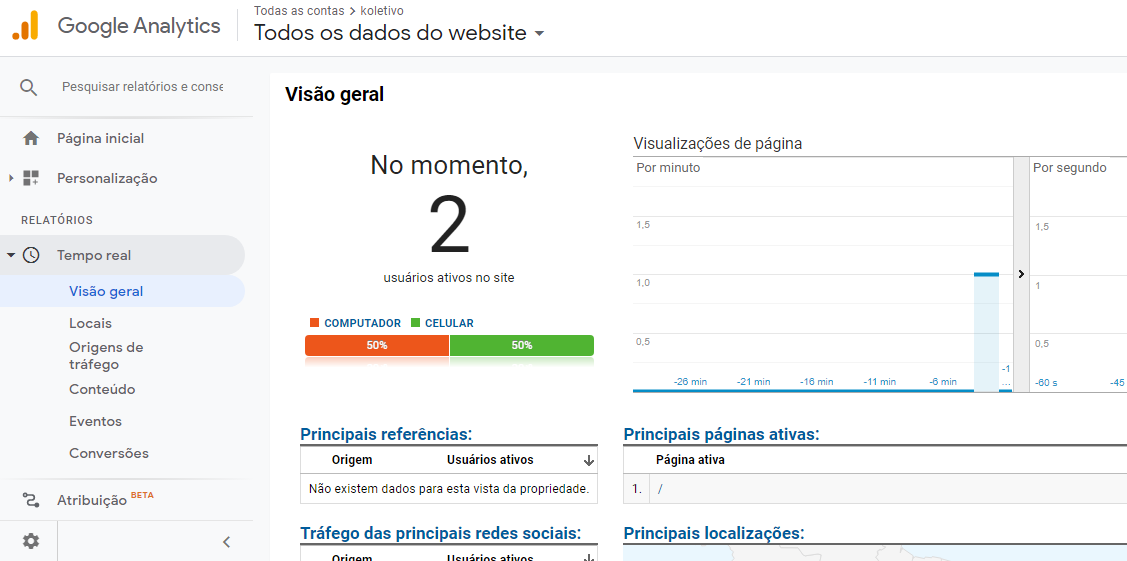 Google Analytics
Todas as contas > koletivo
Todos os dados do website
Pesquisar relatórios e conse
Página inicial
Personalização
RELATÓRIOS
Tempo real
Visão geral
Locais
Origens de
tráfego
Conteúdo
Eventos
Conversões
Atribuição BETA
Visão geral
No momento,
2
usuários ativos no site
COMPUTADOR CELULAR
50% 50%
Visualizações de página
Por minuto
1,5
1,0
0,5
-26 min -21 min -16 min -11 min -6 min -1
...
Por segundo
1,5
1
0,5
-60 s -45
Principais referências:
Origem Usuários ativos
Não existem dados para esta vista da propriedade.
Principais páginas ativas:
Página ativa
1. /
Tráfego das principais redes sociais:
Origem Usuários ativos
Principais localizações: